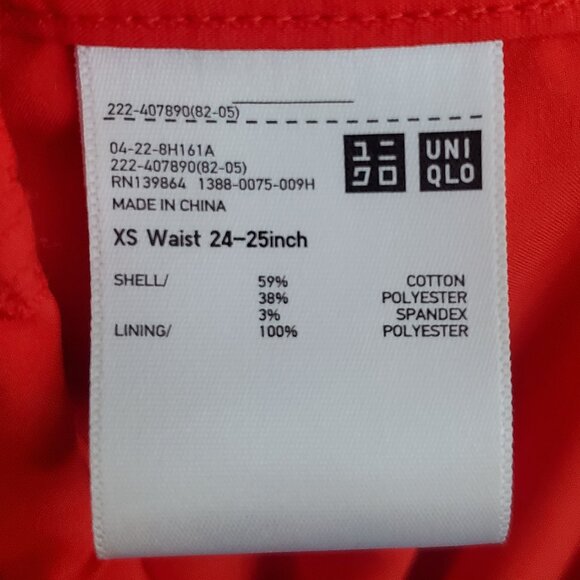 222-407890(82-05)
04-22-8H161A
222-407890(82-05)
RN139864 1388-0075-009H
MADE IN CHINA
ユニ
クロ
UNI
QLO
XS Waist 24-25inch
SHELL/ 59% COTTON
38% POLYESTER
3% SPANDEX
LINING/ 100% POLYESTER